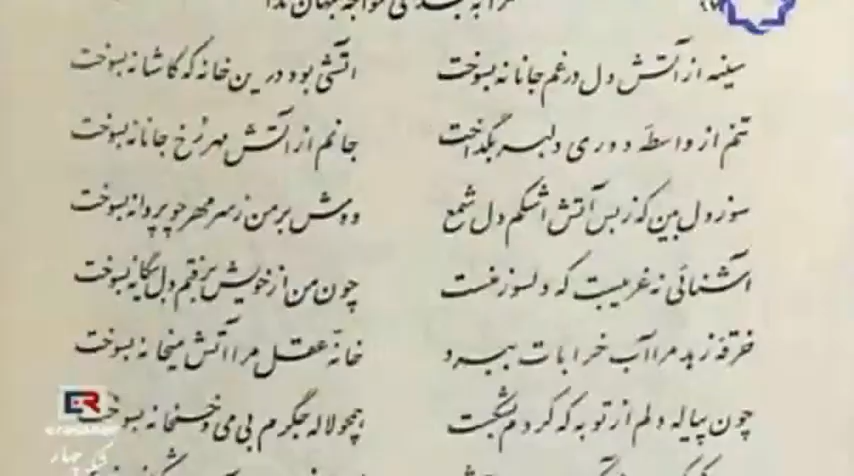 سینه از آتش دل در غم جانانه بسوخت    آتشی بود درین خانه که کاشانه بسوخت
تنم از واسطهٔ دوری دلبر بگداخت    جانم از آتش مهر رخ جانانه بسوخت
سوز دل بین که ز بس آتش اشکم دل شمع    دوش بر من ز سر مهر چو پروانه بسوخت
آشنائی نه غریبست که دلسوز منست    چون من از خویش برفتم دل بیگانه بسوخت
خرقهٔ زهد مرا آب خرابات ببرد    خانهٔ عقل مرا آتش میخانه بسوخت
چون پیاله دلم از توبه که کردم بشکست    همچو لاله جگرم بی می و خمخانه بسوخت